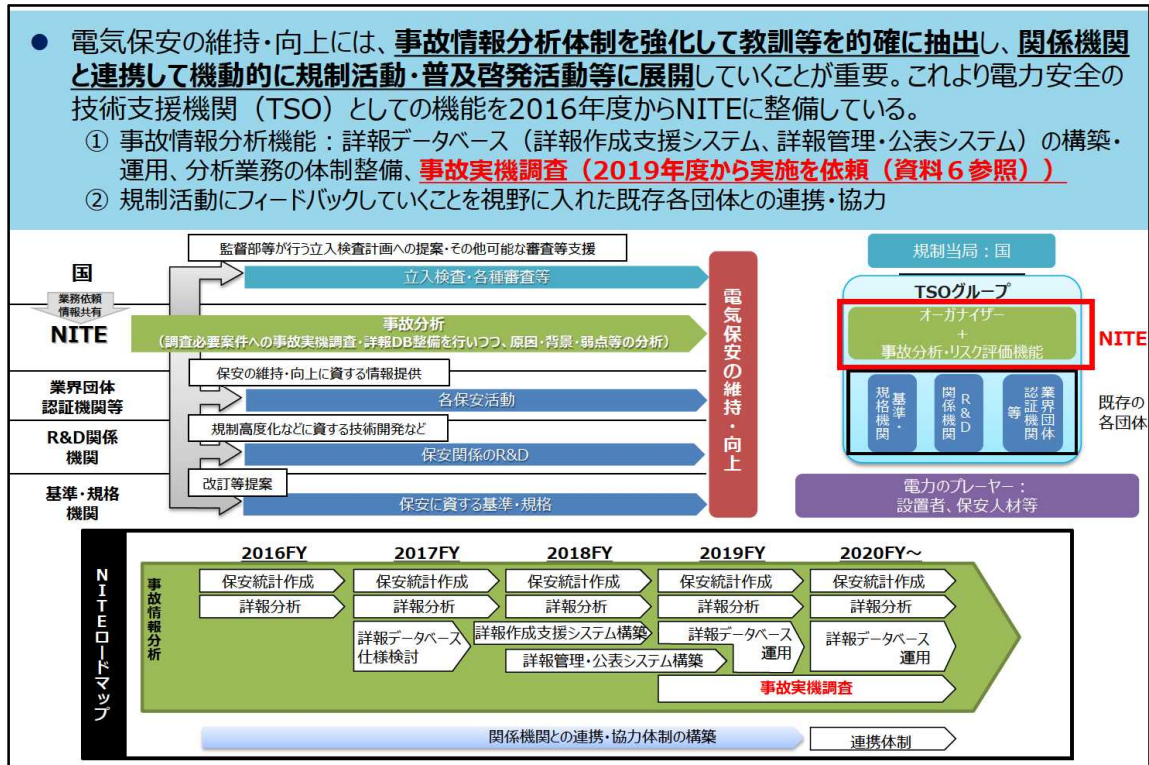 ● 電気保安の維持・向上には、事故情報分析体制を強化して教訓等を的確に抽出し、関係機関
と連携して機動的に規制活動・普及啓発活動等に展開していくことが重要。これより電力安全の
技術支援機関（TSO）としての機能を2016年度からNITEに整備している。
① 事故情報分析機能：詳報データベース（詳報作成支援システム、詳報管理・公表システム）の構築・
運用、分析業務の体制整備、事故実機調査（2019年度から実施を依頼（資料６参照））
② 規制活動にフィードバックしていくことを視野に入れた既存各団体との連携・協力
国
業務依頼
情報共有
NITE
業界団体
認証機関等
R&D関係
機関
基準・規格
機関
監督部等が行う立入検査計画への提案・その他可能な審査等支援
立入検査・各種審査等
事故分析
（調査必要案件への事故実機調査・詳報DB整備を行いつつ、原因・背景・弱点等の分析）
保安の維持・向上に資する情報提供
各保安活動
規制高度化などに資する技術開発など
保安関係のR&D
改訂等提案
保安に資する基準・規格
電気保安の維持・向上
規制当局：国
TSOグループ
オーガナイザー
＋
事故分析・リスク評価機能
NITE
基準・
規格機関
R&D
関係機関
業界団体
認証機関
等
既存の
各団体
電力のプレーヤー：
設置者、保安人材等
NITEロードマップ
事故情報分析
2016FY 2017FY 2018FY 2019FY 2020FY～
保安統計作成 保安統計作成 保安統計作成 保安統計作成 保安統計作成
詳報分析 詳報分析 詳報分析 詳報分析 詳報分析
詳報データベース
仕様検討
詳報作成支援システム構築
詳報管理・公表システム構築
詳報データベース
運用
詳報データベース
運用
事故実機調査
関係機関との連携・協力体制の構築
連携体制